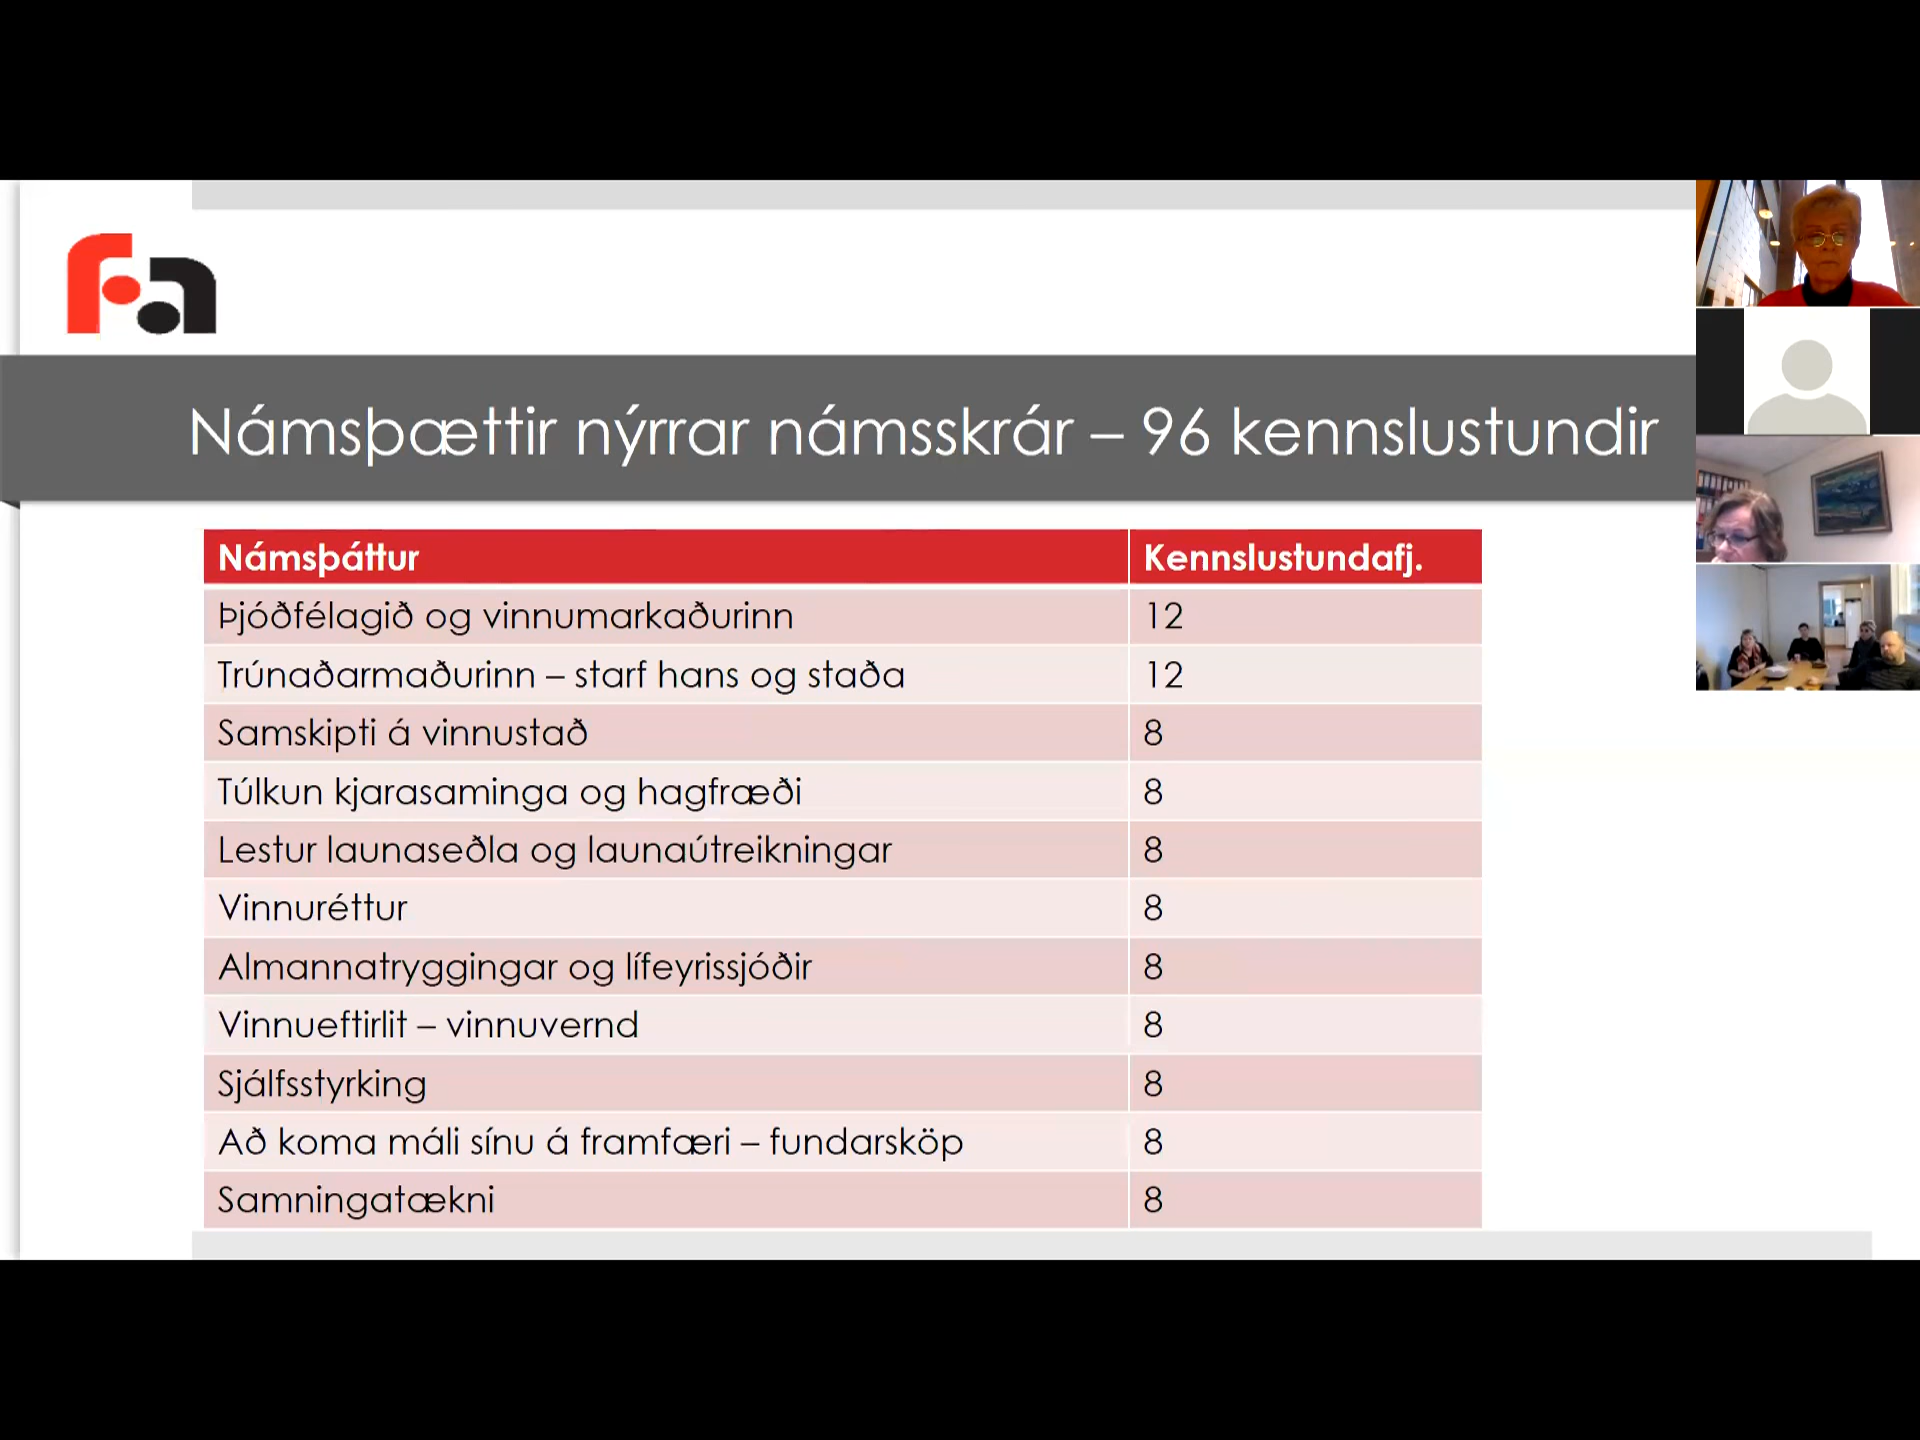 fa
Námsþættir nýrrar námsskrár – 96 kennslustundir
Námsþáttur Kennslustundafj.
Þjóðfélagið og vinnumarkaðurinn 12
Trúnaðarmaðurinn – starf hans og staða 12
Samskipti á vinnustað 8
Túlkun kjarasaminga og hagfræði 8
Lestur launaseðla og launaútreikningar 8
Vinnuréttur 8
Almannatryggingar og lífeyrissjóðir 8
Vinnueftirlit – vinnuvernd 8
Sjálfsstyrking 8
Að koma máli sínu á framfæri – fundarsköp 8
Samningatækni 8